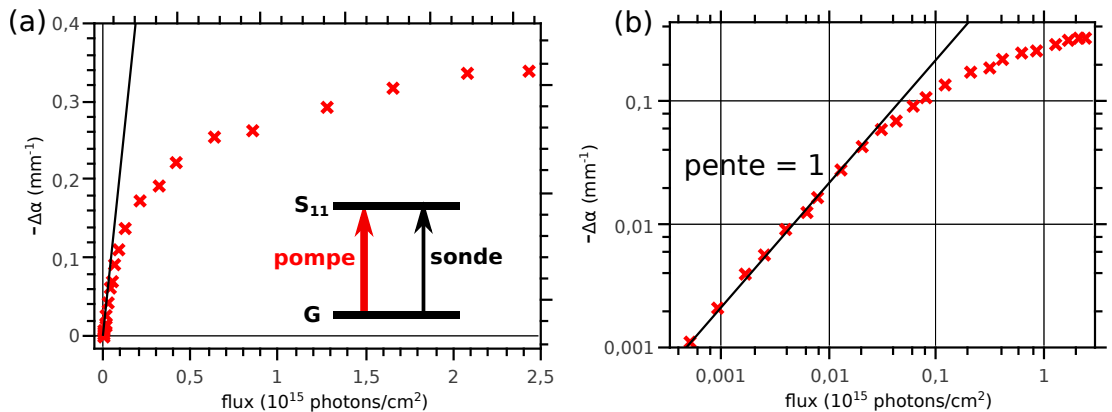 (a)
0,4
0.3
0.2
0,1
0
-Δα (mm⁻¹)
S₁₁
pompe
sonde
G
0 0,5 1 1,5 2 2,5
flux (10¹⁵ photons/cm²)
(b)
0,1
0,01
0,001
-Δα (mm⁻¹)
pente = 1
0,001 0,01 0,1 1
flux (10¹⁵ photons/cm²)